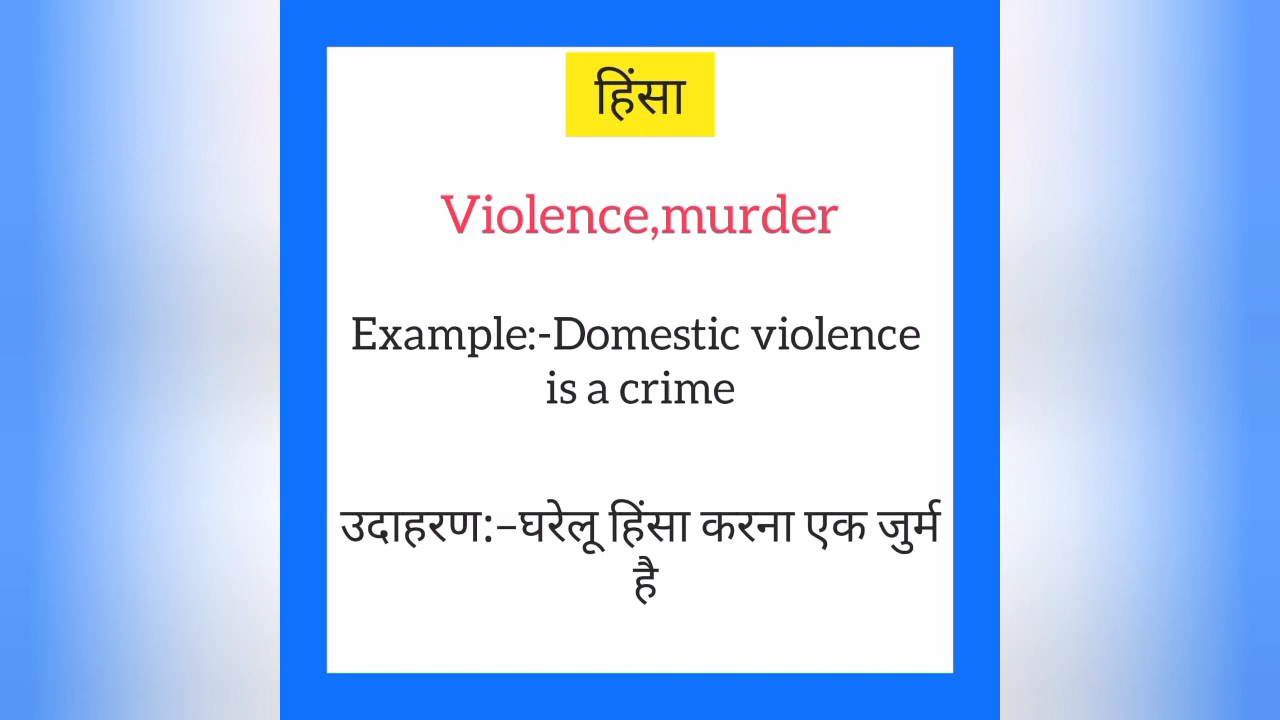 हिंसा
Violence,murder
Example:-Domestic violence
is a crime
उदाहरण:–घरेलू हिंसा करना एक जुर्म
है